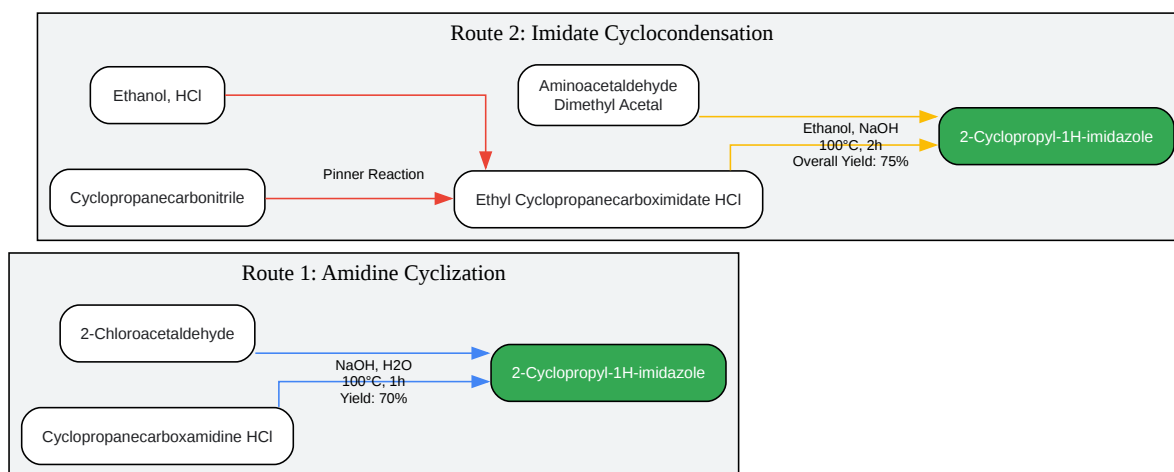 Route 2: Imidate Cyclocondensation
Ethanol, HCl
Aminoacetaldehyde
Dimethyl Acetal
Ethanol, NaOH
100°C, 2h
Overall Yield: 75%
2-Cyclopropyl-1H-imidazole
Pinner Reaction
Cyclopropanecarbonitrile
Ethyl Cyclopropanecarboximidate HCl
Route 1: Amidine Cyclization
2-Chloroacetaldehyde
NaOH, H2O
100°C, 1h
Yield: 70%
2-Cyclopropyl-1H-imidazole
Cyclopropanecarboxamidine HCl